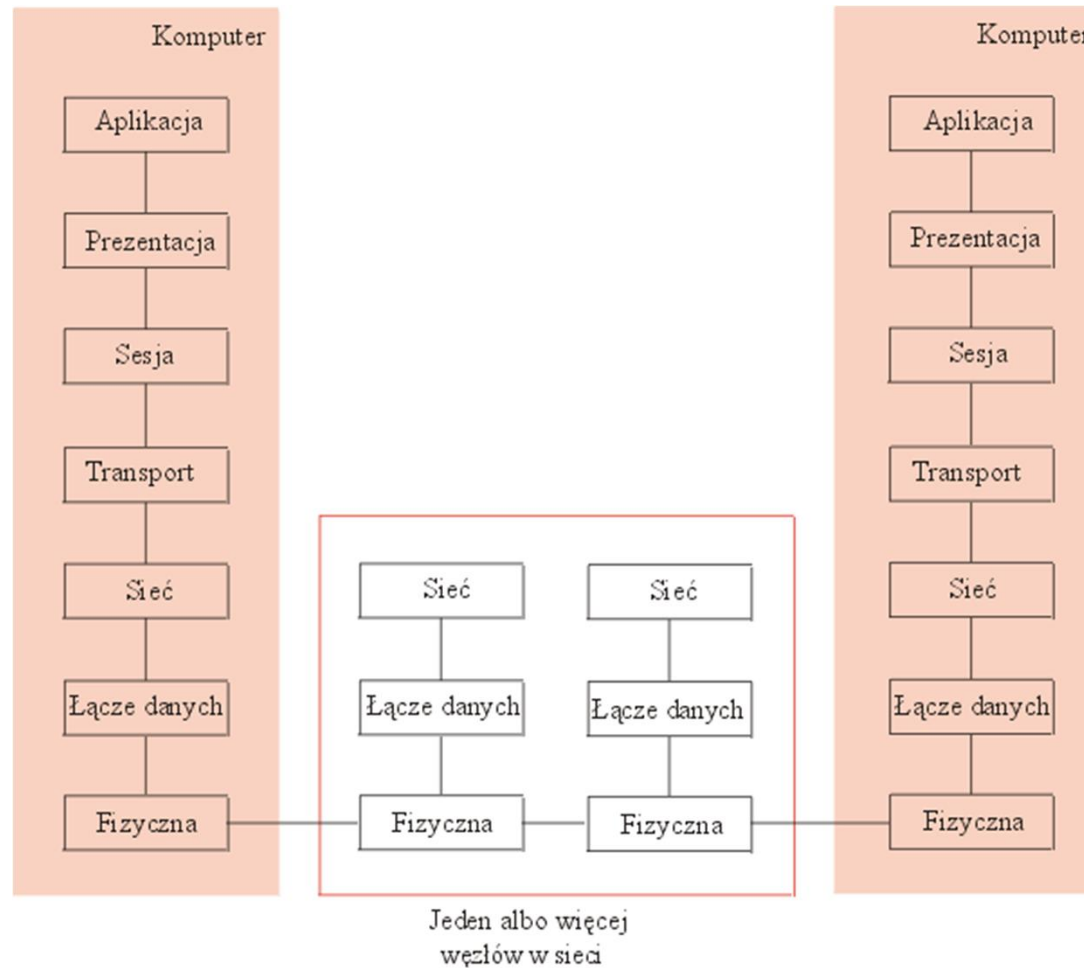 Komputer
Aplikacja
Prezentacja
Sesja
Transport
Sieć
Łącze danych
Fizyczna
Sieć
Łącze danych
Fizyczna
Sieć
Łącze danych
Fizyczna
Jeden albo więcej
węzłów w sieci
Komputer
Aplikacja
Prezentacja
Sesja
Transport
Sieć
Łącze danych
Fizyczna